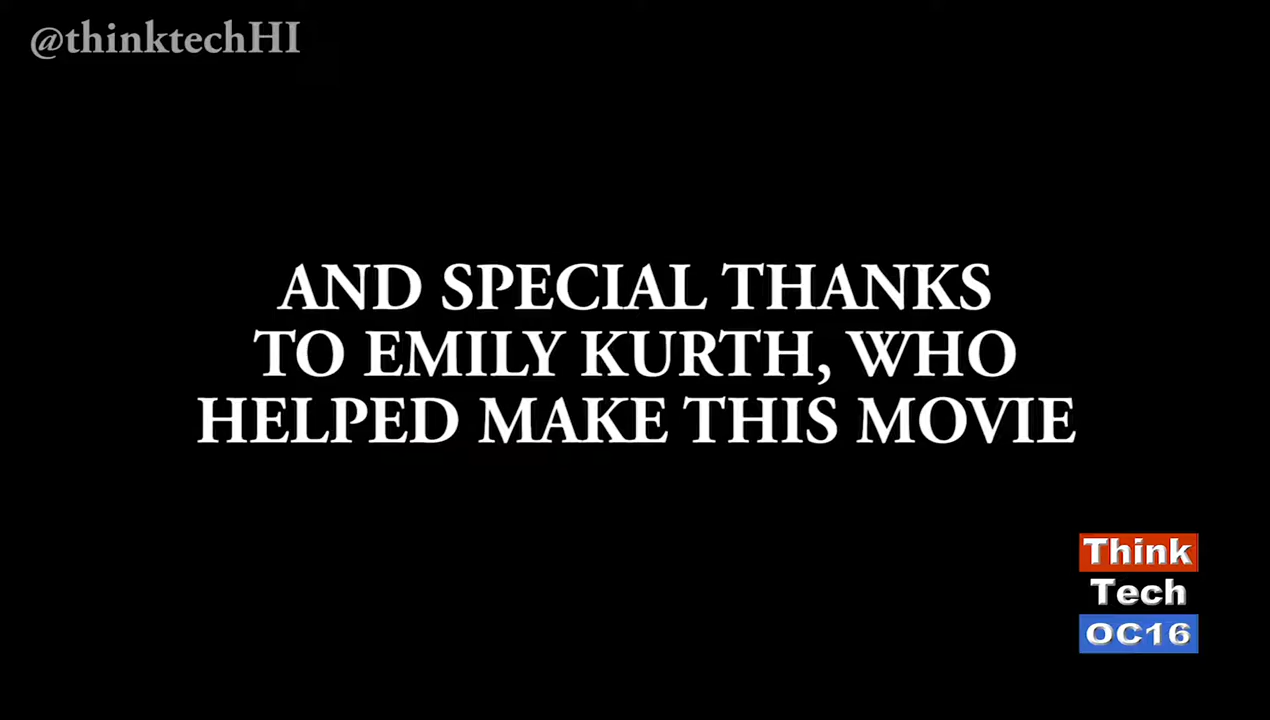 @thinktechHI
AND SPECIAL THANKS
TO EMILY KURTH, WHO
HELPED MAKE THIS MOVIE
Think
Tech
OC16